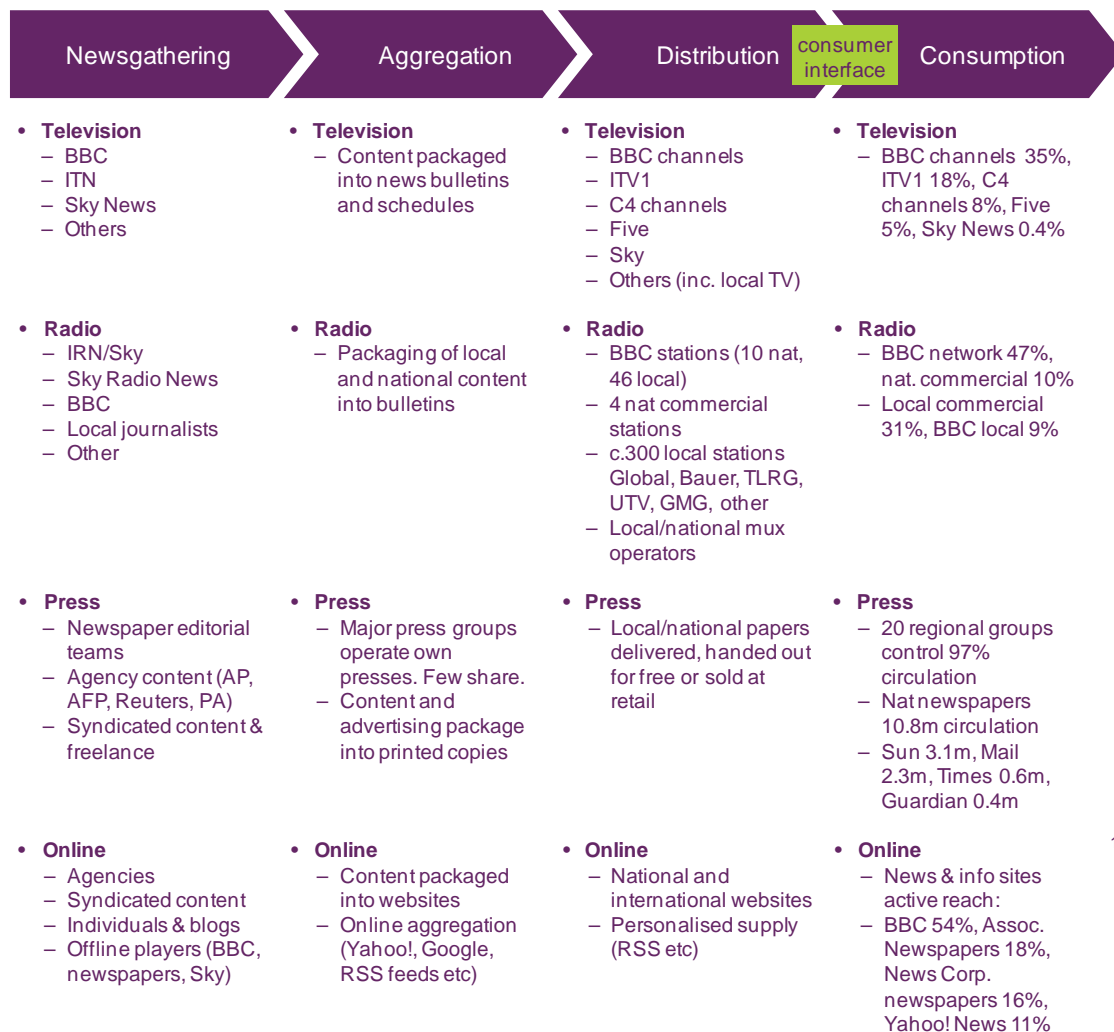 Newsgathering
Aggregation
Distribution
consumer
interface
Consumption
• Television
– BBC
– ITN
– Sky News
– Others
• Television
– Content packaged
into news bulletins
and schedules
• Television
– BBC channels
– ITV1
– C4 channels
– Five
– Sky
– Others (inc. local TV)
• Television
– BBC channels 35%,
ITV1 18%, C4
channels 8%, Five
5%, Sky News 0.4%
• Radio
– IRN/Sky
– Sky Radio News
– BBC
– Local journalists
– Other
• Radio
– Packaging of local
and national content
into bulletins
• Radio
– BBC stations (10 nat,
46 local)
– 4 nat commercial
stations
– c.300 local stations
Global, Bauer, TLRG,
UTV, GMG, other
– Local/national mux
operators
• Radio
– BBC network 47%,
nat. commercial 10%
– Local commercial
31%, BBC local 9%
• Press
– Newspaper editorial
teams
– Agency content (AP,
AFP, Reuters, PA)
– Syndicated content &
freelance
• Press
– Major press groups
operate own
presses. Few share.
– Content and
advertising package
into printed copies
• Press
– Local/national papers
delivered, handed out
for free or sold at
retail
• Press
– 20 regional groups
control 97%
circulation
– Nat newspapers
10.8m circulation
– Sun 3.1m, Mail
2.3m, Times 0.6m,
Guardian 0.4m
• Online
– Agencies
– Syndicated content
– Individuals & blogs
– Offline players (BBC,
newspapers, Sky)
• Online
– Content packaged
into websites
– Online aggregation
(Yahoo!, Google,
RSS feeds etc)
• Online
– National and
international websites
– Personalised supply
(RSS etc)
• Online
– News & info sites
active reach:
– BBC 54%, Assoc.
Newspapers 18%,
News Corp.
newspapers 16%,
Yahoo! News 11%